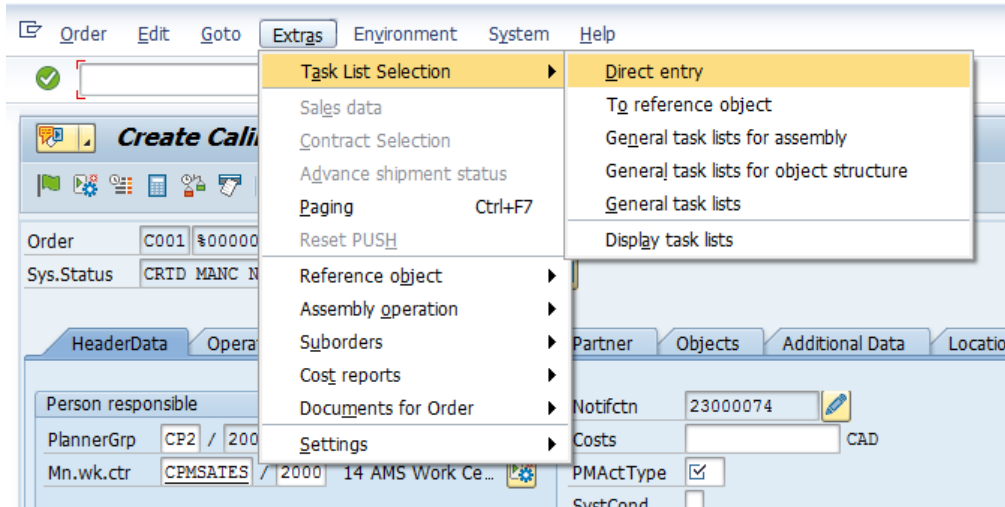 Order Edit Goto Extras Environment System Help
Task List Selection
Direct entry
Sales data
To reference object
Contract Selection
General task lists for assembly
Create Cali
Advance shipment status
General task lists for object structure
Paging Ctrl+F7
General task lists
Reset PUSH
Display task lists
Order C001 %00000
Reference object
Sys.Status CRTD MANC N
Assembly operation
Suborders
HeaderData Opera Partner Objects Additional Data Locatio
Cost reports
Person responsible
Documents for Order
Notifctn 23000074
PlannerGrp CP2 / 200
Settings
Costs CAD
Mn.wk.ctr CPMSATES / 2000 14 AMS Work Ce... PMActType
SystCond